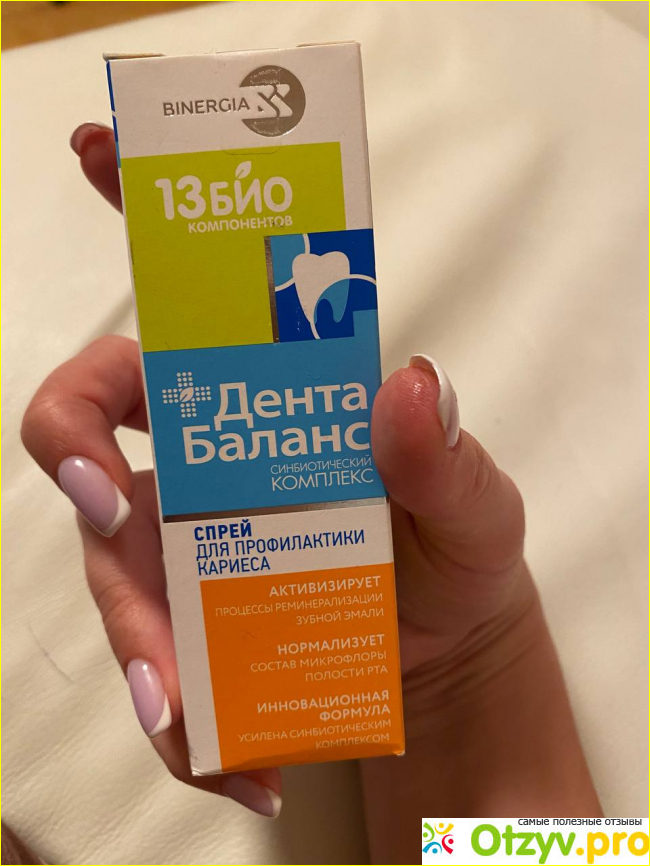 BINERGIA
13БИО
КОМПОНЕНТОВ
Дента
Баланс
СИНБИОТИЧЕСКИЙ
КОМПЛЕКС
СПРЕЙ
ДЛЯ ПРОФИЛАКТИКИ
КАРИЕСА
АКТИВИЗИРУЕТ
ПРОЦЕССЫ РЕМИНЕРАЛИЗАЦИИ
ЗУБНОЙ ЭМАЛИ
НОРМАЛИЗУЕТ
СОСТАВ МИКРОФЛОРЫ
ПОЛОСТИ РТА
ИННОВАЦИОННАЯ
ФОРМУЛА
УСИЛЕНА СИНБИОТИЧЕСКИМ
КОМПЛЕКСОМ
самые полезные отзывы
Otzyv.pro